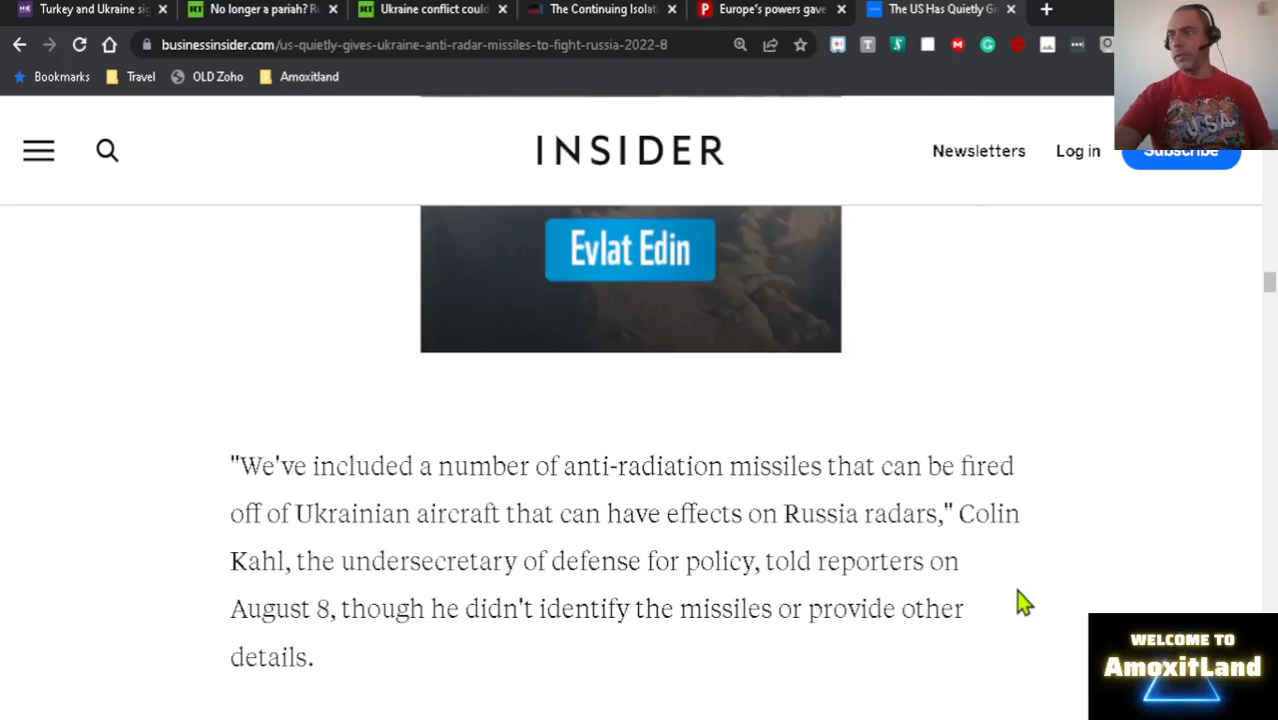 Turkey and Ukraine si
No longer a pariah? R
Ukraine conflict could
The Continuing Isolat
Europe's powers gave
The US Has Quietly Gi
businessinsider.com/us-quietly-gives-ukraine-anti-radar-missiles-to-fight-russia-2022-8
Bookmarks
Travel
OLD Zoho
Amoxitland
U.S.A.
INSIDER
Newsletters
Log in
Subscribe
Evlat Edin
"We've included a number of anti-radiation missiles that can be fired
off of Ukrainian aircraft that can have effects on Russia radars," Colin
Kahl, the undersecretary of defense for policy, told reporters on
August 8, though he didn't identify the missiles or provide other
details.
WELCOME TO
AmoxitLand